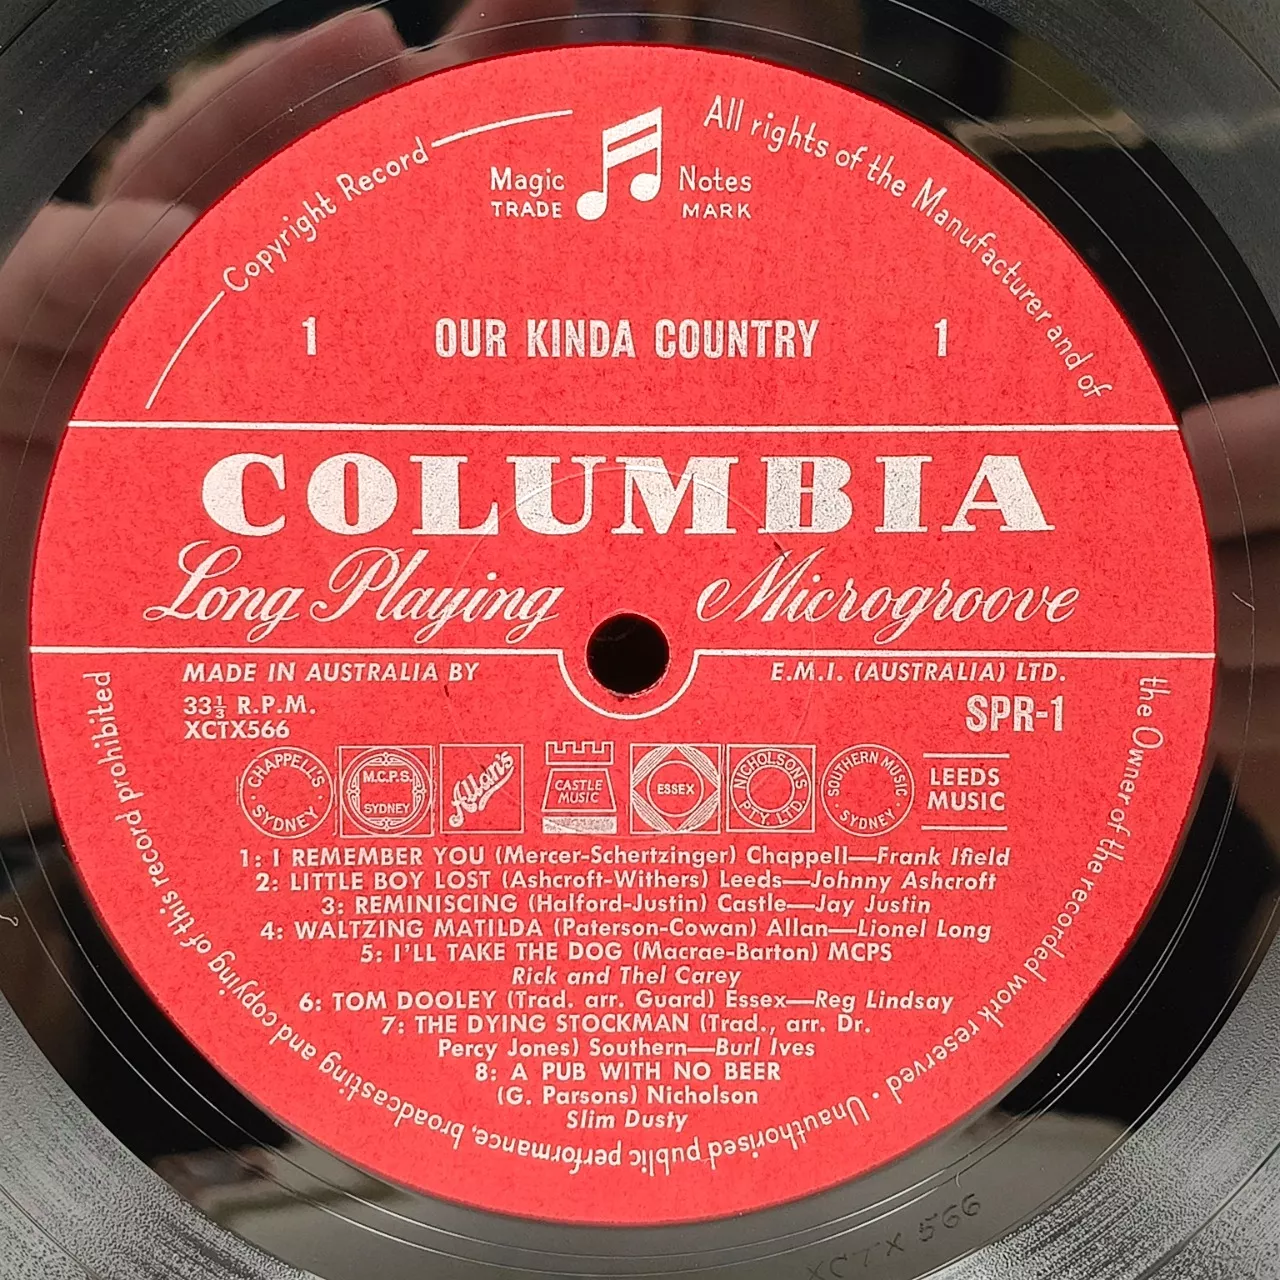 Copyright Record
All rights of the Manufacturer and of
the Owner of the recorded work reserved • Unauthorised public performance, broadcasting and copying of this record prohibited
Magic Notes
TRADE MARK
1 OUR KINDA COUNTRY 1
COLUMBIA
Long Playing Microgroove
MADE IN AUSTRALIA BY E.M.I. (AUSTRALIA) LTD.
33⅓ R.P.M.
XCTX566
SPR-1
CHAPPELL'S SYDNEY
M.C.P.S. SYDNEY
Allan's
CASTLE MUSIC
ESSEX
NICHOLSONS PTY LTD.
SOUTHERN MUSIC SYDNEY
LEEDS MUSIC
1: I REMEMBER YOU (Mercer-Schertzinger) Chappell—Frank Ifield
2: LITTLE BOY LOST (Ashcroft-Withers) Leeds—Johnny Ashcroft
3: REMINISCING (Halford-Justin) Castle—Jay Justin
4: WALTZING MATILDA (Paterson-Cowan) Allan—Lionel Long
5: I'LL TAKE THE DOG (Macrae-Barton) MCPS
Rick and Thel Carey
6: TOM DOOLEY (Trad. arr. Guard) Essex—Reg Lindsay
7: THE DYING STOCKMAN (Trad., arr. Dr.
Percy Jones) Southern—Burl Ives
8: A PUB WITH NO BEER
(G. Parsons) Nicholson
Slim Dusty
XCTX 566